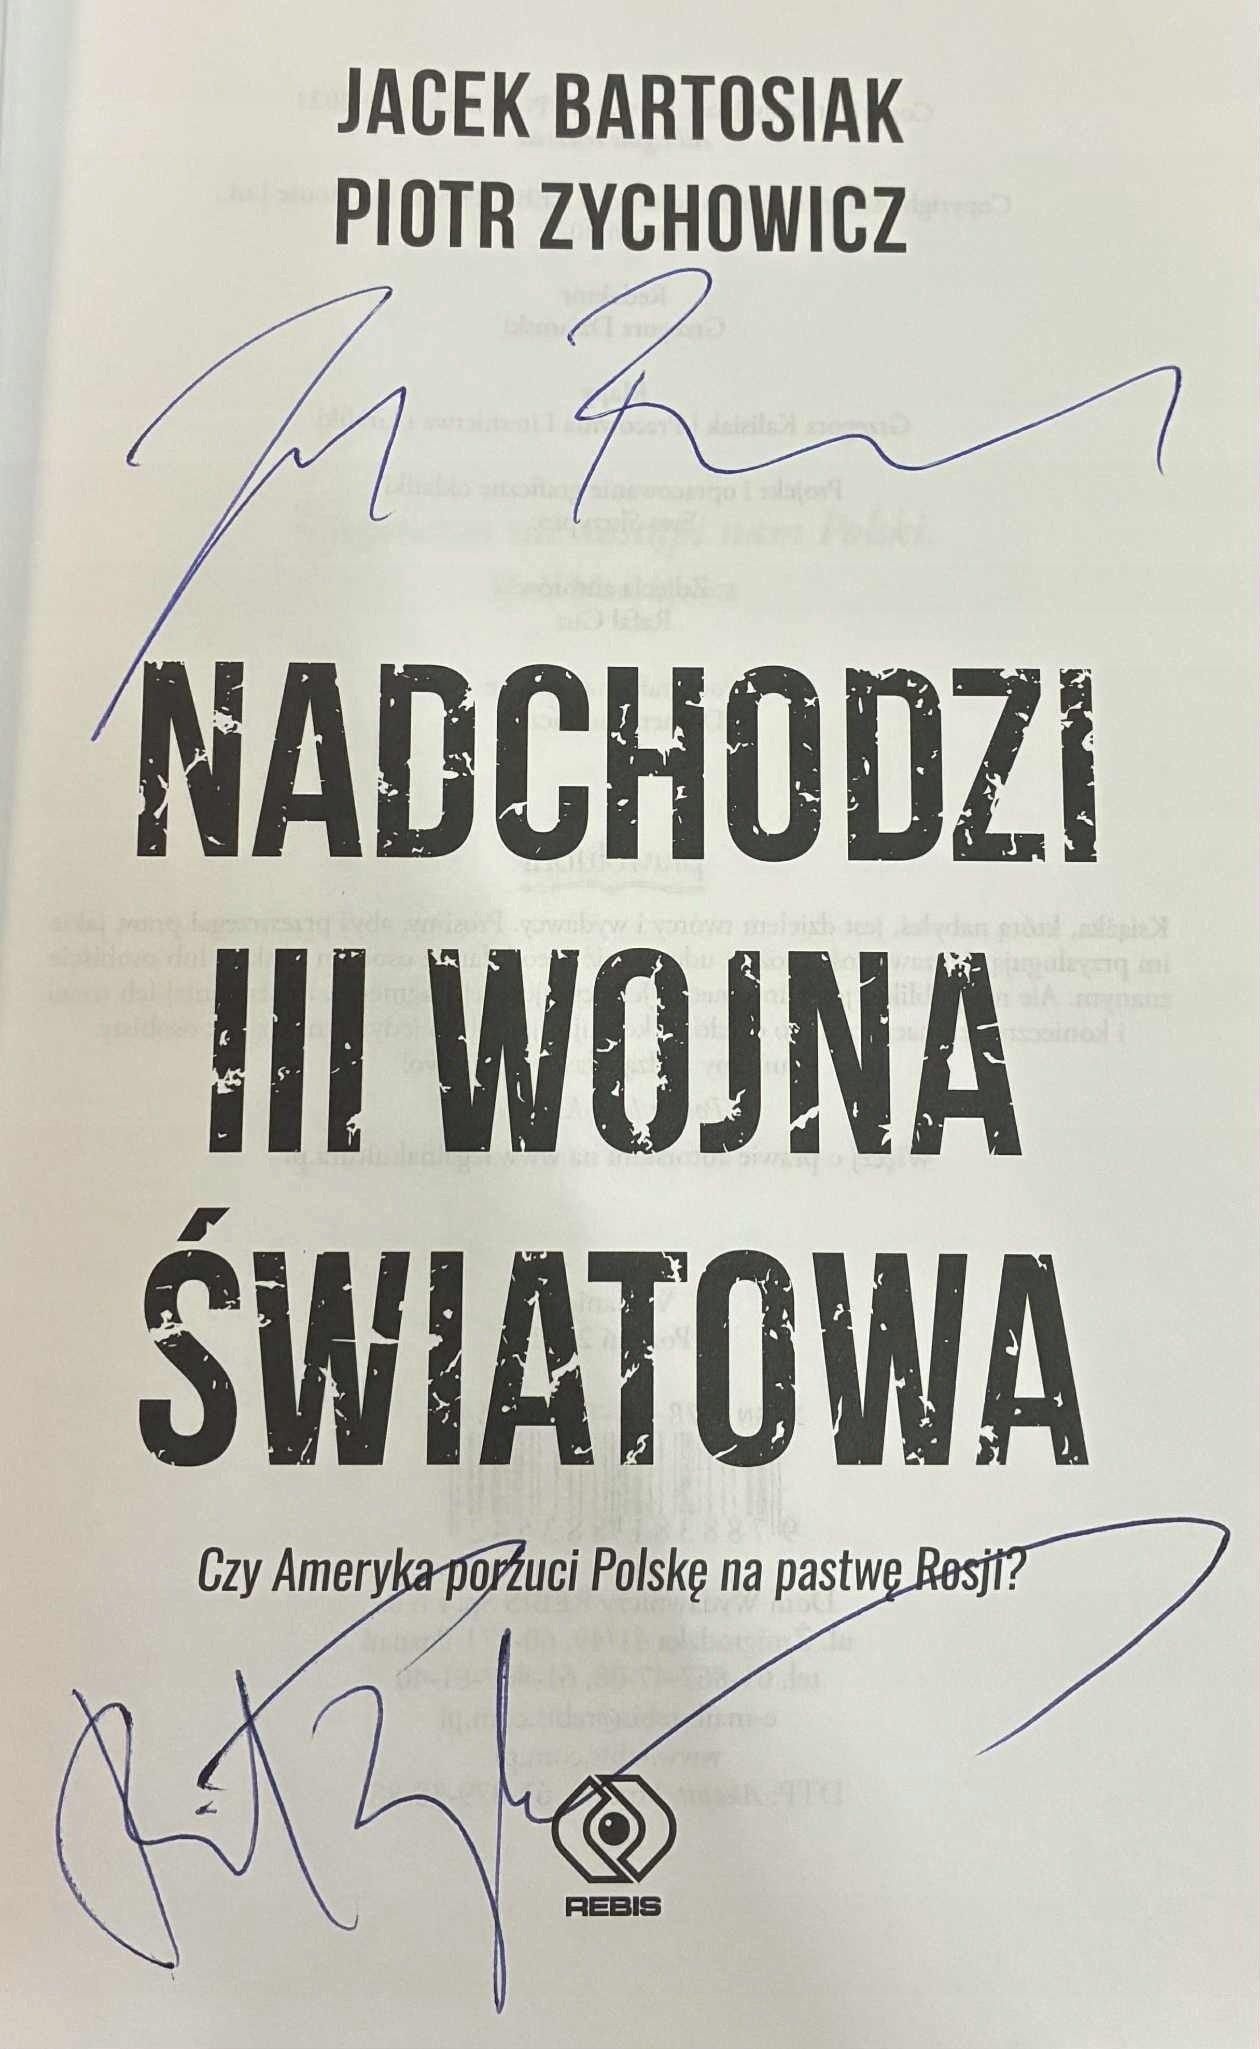 JACEK BARTOSIAK
PIOTR ZYCHOWICZ
NADCHODZI
III WOJNA
ŚWIATOWA
Czy Ameryka porzuci Polskę na pastwę Rosji?
REBIS